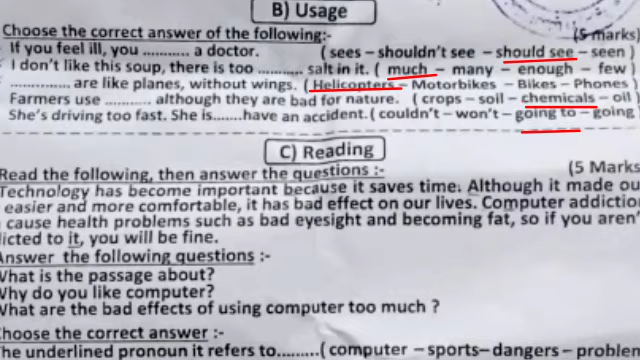 B) Usage
Choose the correct answer of the following:- (5 marks)
If you feel ill, you ........... a doctor. ( sees – shouldn't see – should see – seen )
I don't like this soup, there is too ........... salt in it. ( much – many – enough – few )
............... are like planes, without wings. ( Helicopters – Motorbikes – Bikes – Phones )
Farmers use ........... although they are bad for nature. ( crops – soil – chemicals – oil )
She's driving too fast. She is.......have an accident. ( couldn't – won't – going to – going
C) Reading
Read the following, then answer the questions :- (5 Marks
Technology has become important because it saves time. Although it made ou
easier and more comfortable, it has bad effect on our lives. Computer addictio
cause health problems such as bad eyesight and becoming fat, so if you aren'
icted to it, you will be fine.
Answer the following questions :-
What is the passage about?
Why do you like computer?
What are the bad effects of using computer too much ?
Choose the correct answer :-
he underlined pronoun it refers to.........( computer – sports– dangers – problem